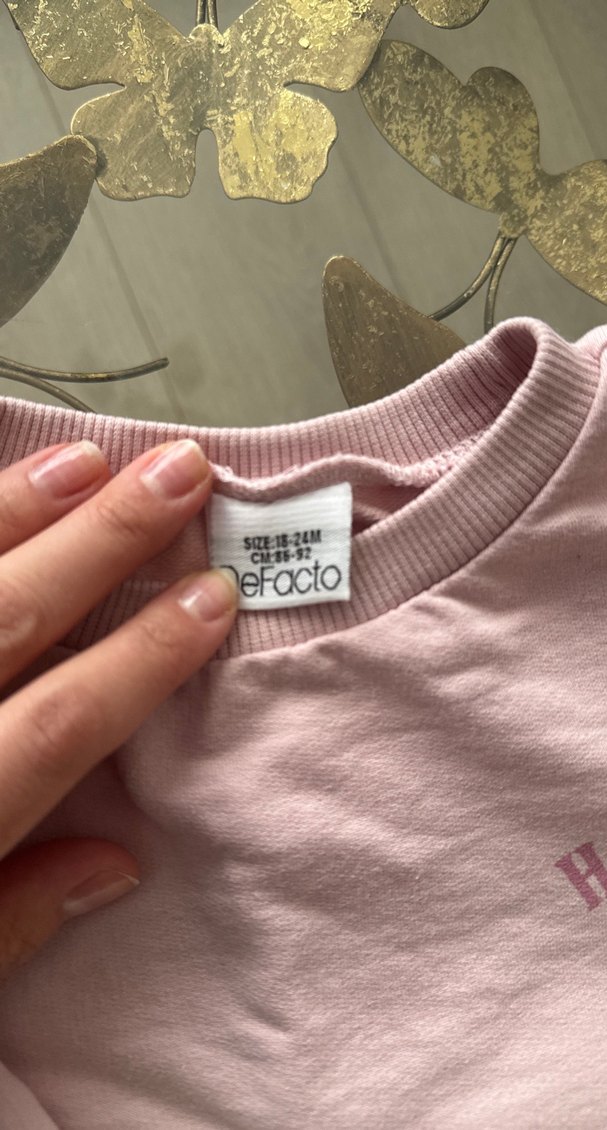 SIZE:18-24M
CM:86-92
DeFacto
H